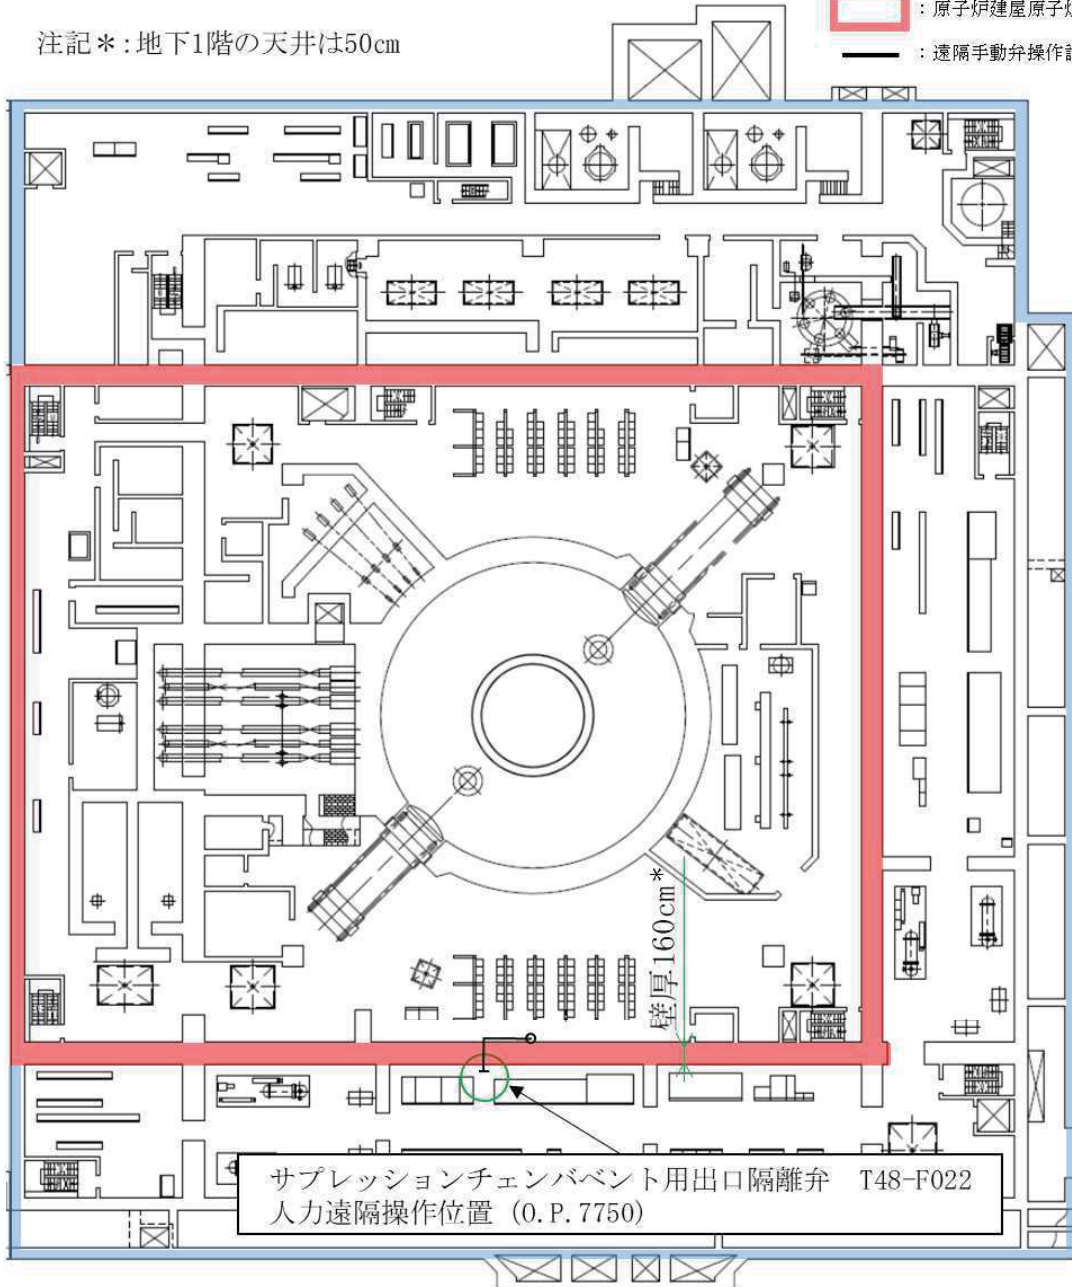 注記＊：地下1階の天井は50cm
：原子炉建屋原子炉
：遠隔手動弁操作
壁厚160cm*
サプレッションチェンバベント用出口隔離弁　T48-F022
人力遠隔操作位置 (O.P.7750)